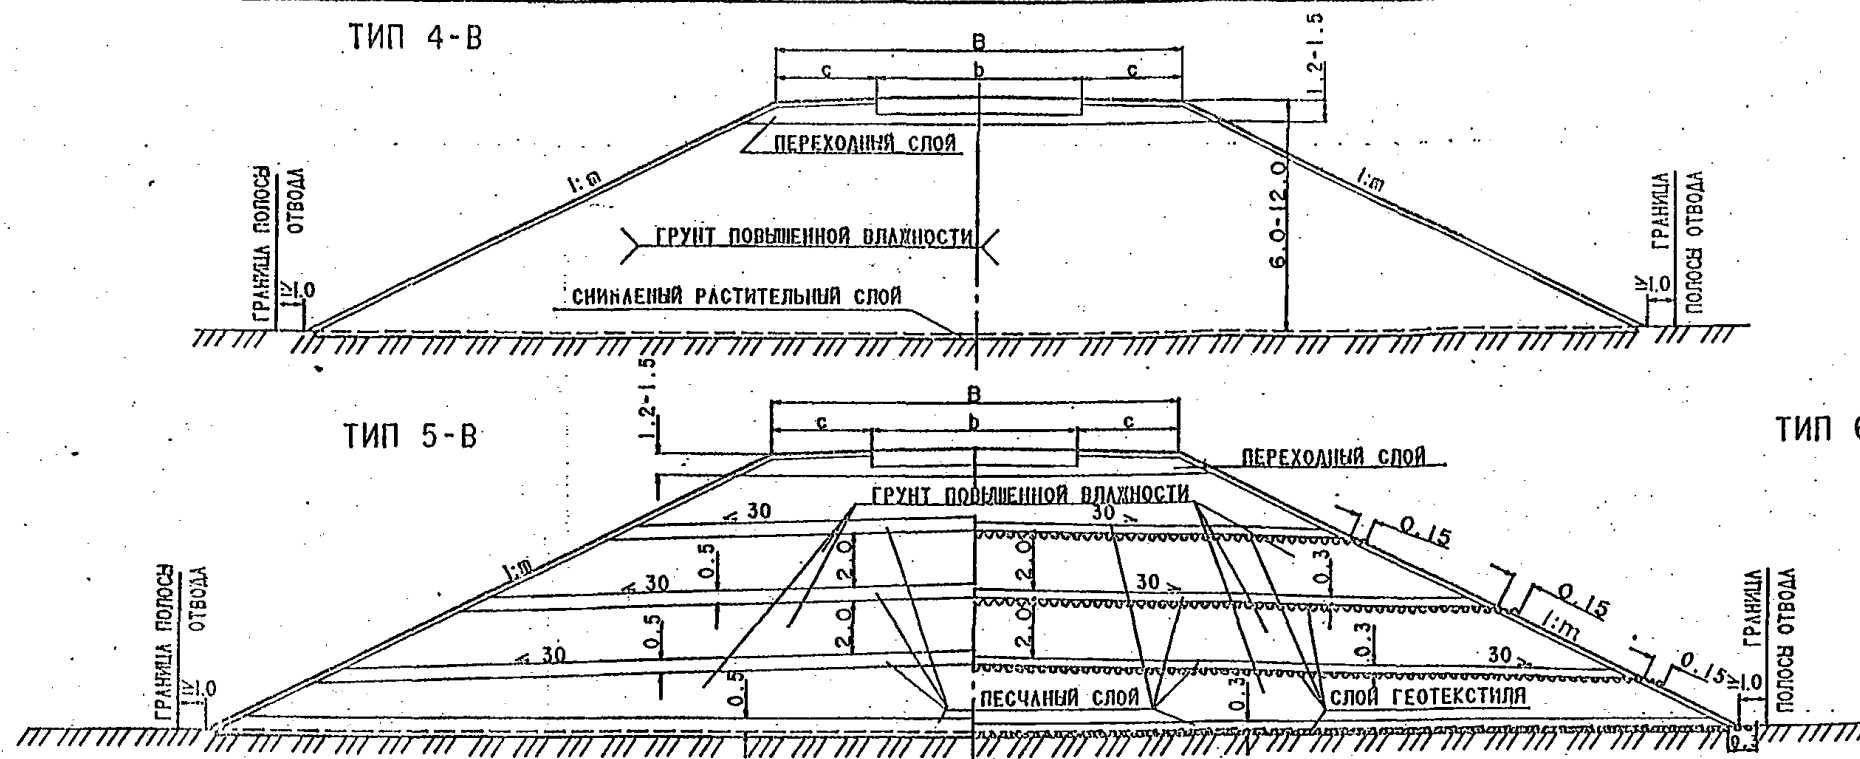 ТИП 4-В
В
с
b
с
1.2-1.5
ПЕРЕХОДНЫЙ СЛОЙ
1:m
1:m
ГРАНИЦА ПОЛОСЫ
ОТВОДА
ГРУНТ ПОВЫШЕННОЙ ВЛАЖНОСТИ
6.0-12.0
ГРАНИЦА
ПОЛОСЫ ОТВОДА
≥1.0
СНИМАЕМЫЙ РАСТИТЕЛЬНЫЙ СЛОЙ
≥1.0
ТИП 5-В
1.2-1.5
В
с
b
с
ТИП 6
ПЕРЕХОДНЫЙ СЛОЙ
ГРУНТ ПОВЫШЕННОЙ ВЛАЖНОСТИ
30
30
0.15
1:m
0.5
2.0
2.0
0.3
30
30
0.15
1:m
ГРАНИЦА ПОЛОСЫ
ОТВОДА
0.5
2.0
2.0
0.3
ГРАНИЦА
ПОЛОСЫ ОТВОДА
30
30
0.15
≥1.0
0.5
0.3
≥1.0
ПЕСЧАНЫЙ СЛОЙ
СЛОЙ ГЕОТЕКСТИЛЯ